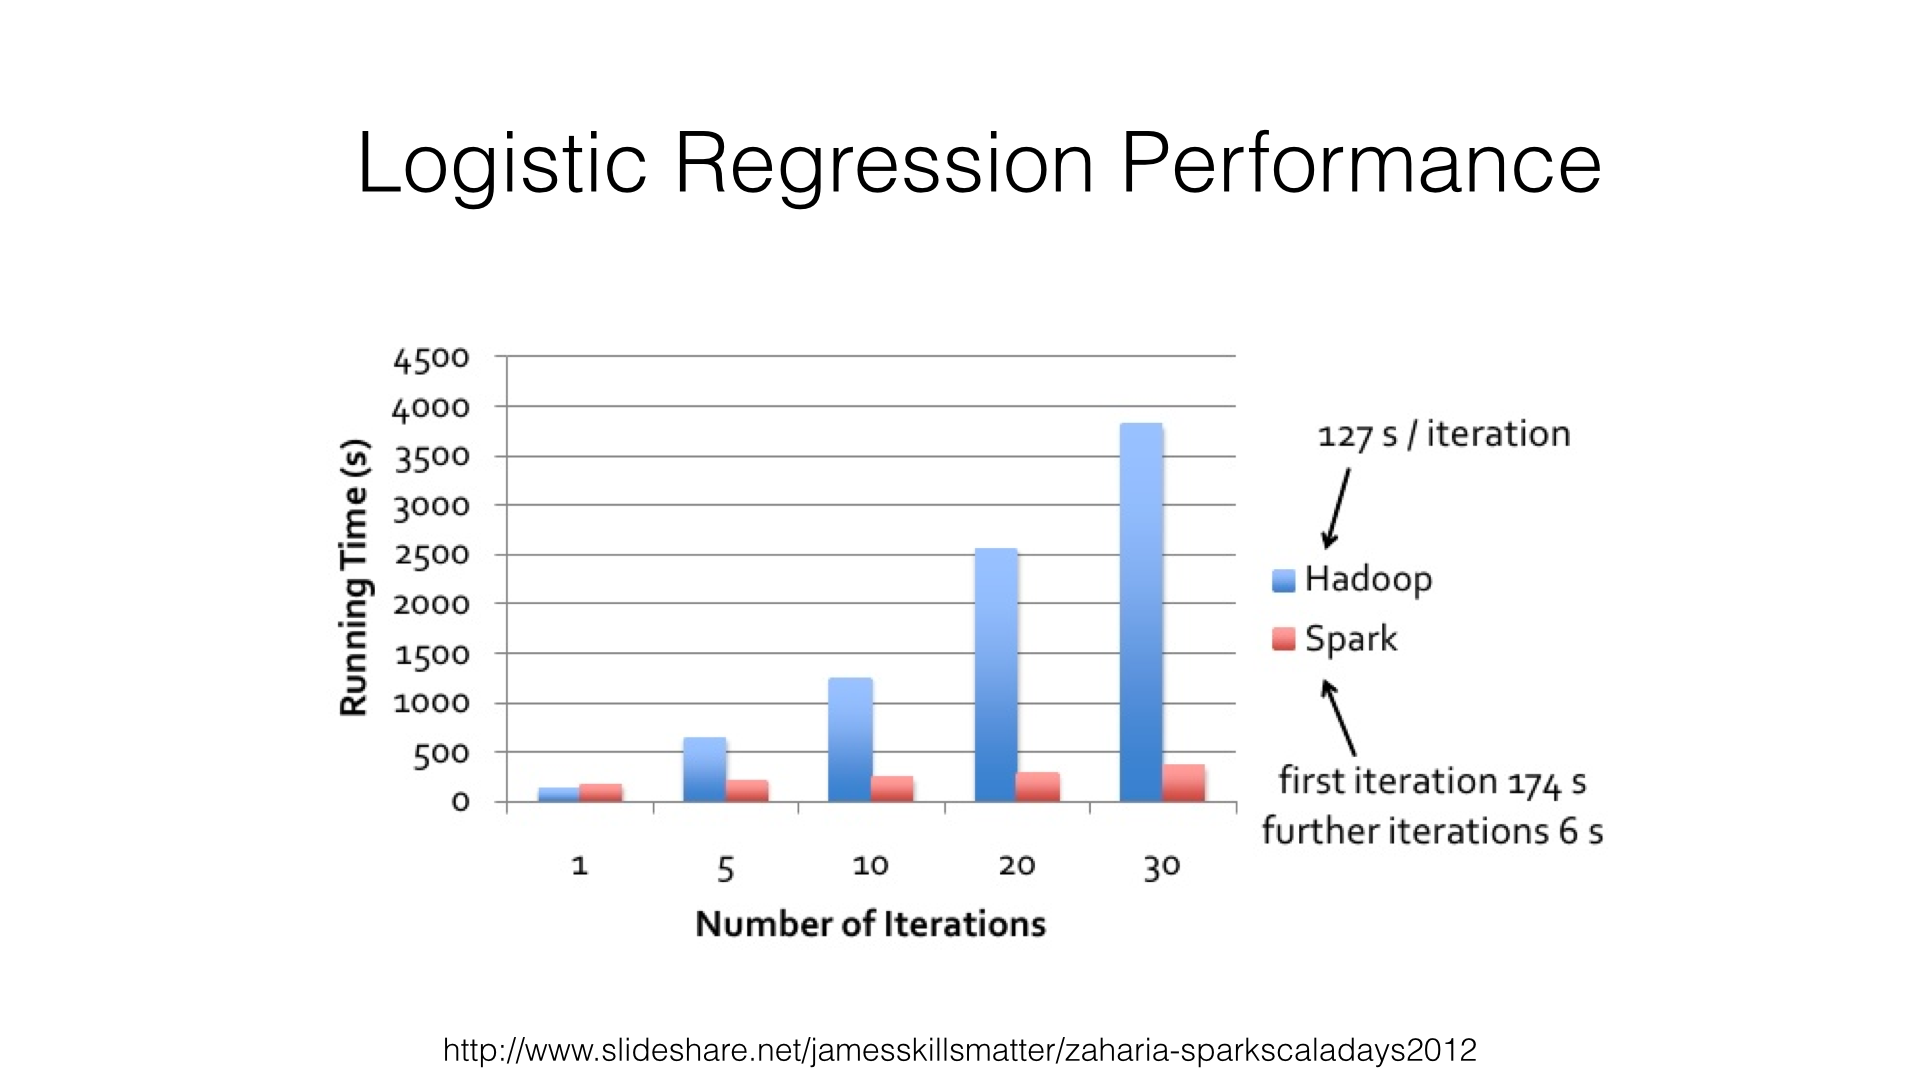 Logistic Regression Performance
4500
4000
3500
3000
2500
2000
1500
1000
500
0
Running Time (s)
1
5
10
20
30
Number of Iterations
127 s / iteration
Hadoop
Spark
first iteration 174 s
further iterations 6 s
http://www.slideshare.net/jamesskillsmatter/zaharia-sparkscaladays2012